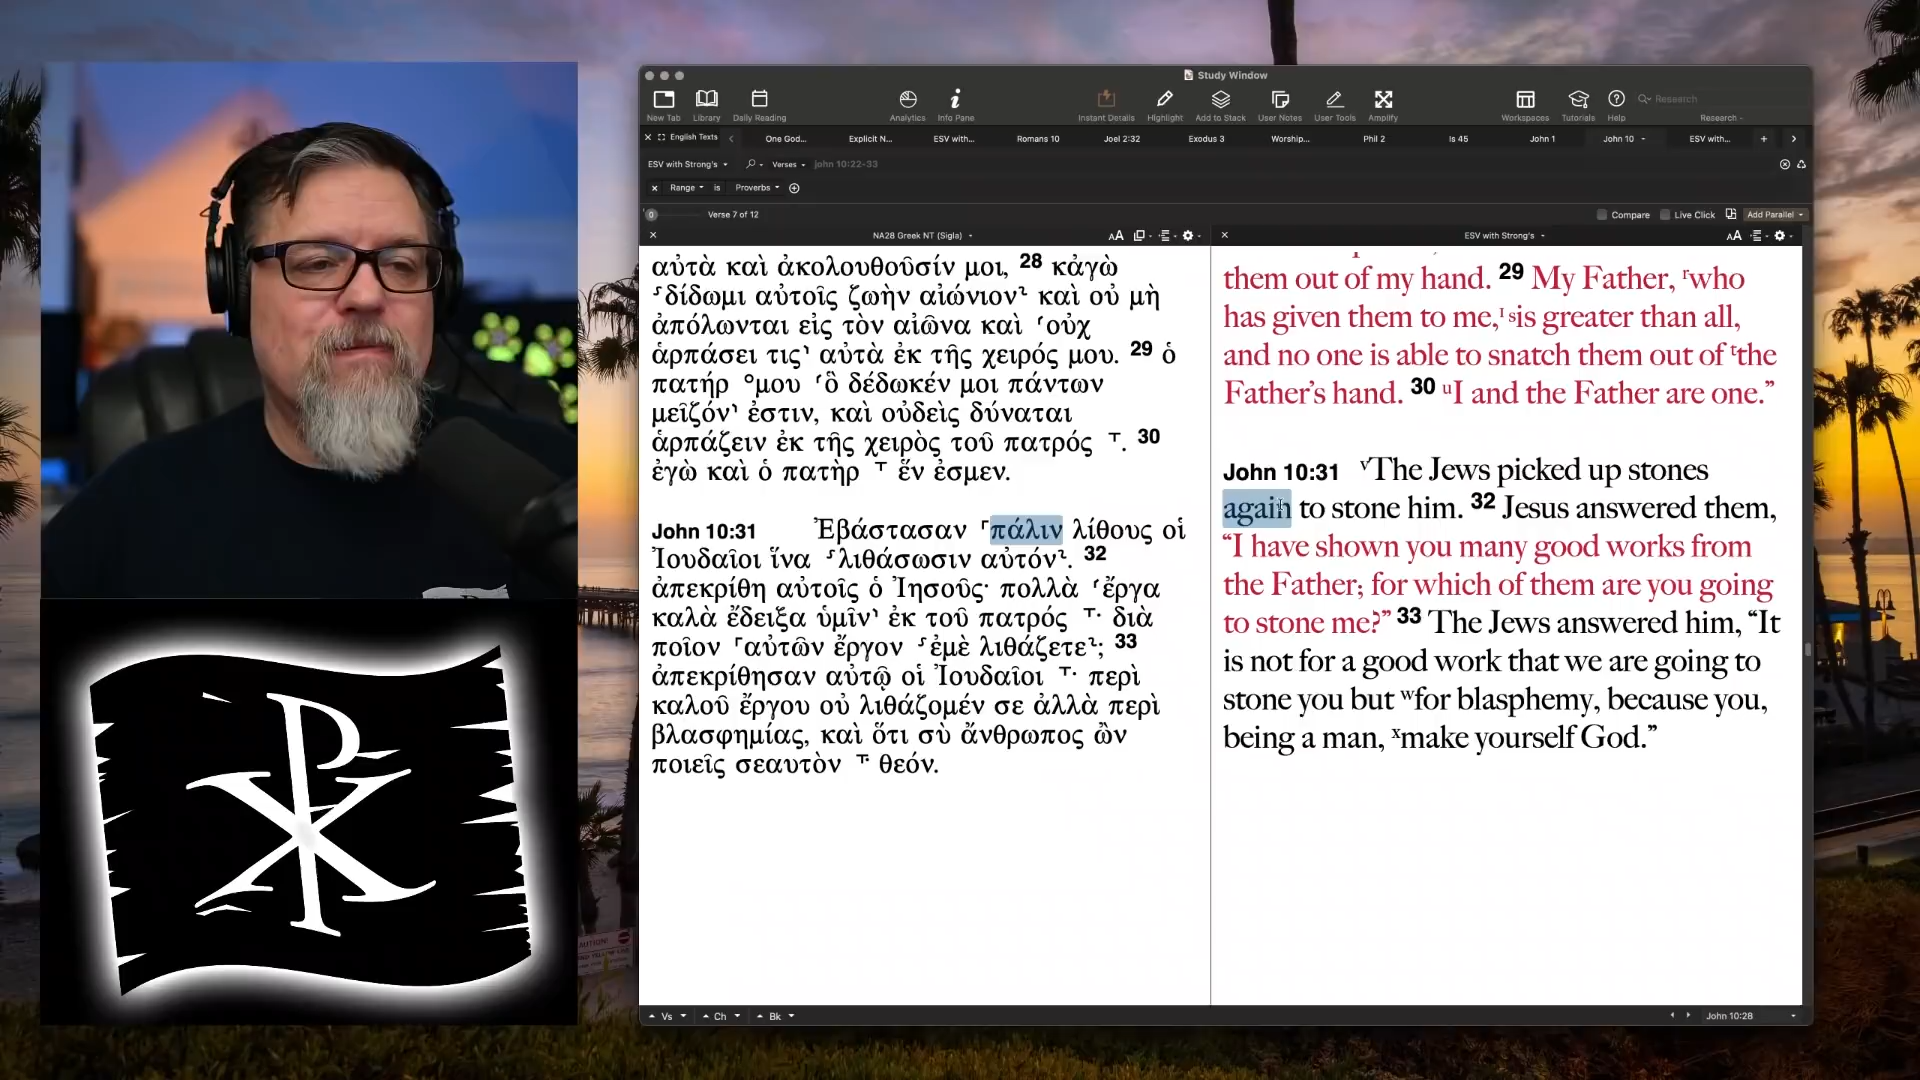 Study Window
New Tab Library Daily Reading Analytics Info Pane Instant Details Highlight Add to Stack User Notes User Tools Amplify Workspaces Tutorials Help Research
Research
English Texts One God... Explicit N... ESV with... Romans 10 Joel 2:32 Exodus 3 Worship... Phil 2 Is 45 John 1 John 10 ESV with...
ESV with Strong's Verses john 10:22-33
Range is Proverbs
0 Verse 7 of 12 Compare Live Click Add Parallel
NA28 Greek NT (Sigla)
αὐτὰ καὶ ἀκολουθοῦσίν μοι, 28 κἀγὼ
⸉δίδωμι αὐτοῖς ζωὴν αἰώνιον⸊ καὶ οὐ μὴ
ἀπόλωνται εἰς τὸν αἰῶνα καὶ ⸂οὐχ
ἁρπάσει τις⸃ αὐτὰ ἐκ τῆς χειρός μου. 29 ὁ
πατήρ ⸰μου ⸂ὃ δέδωκέν μοι πάντων
μεῖζόν⸃ ἐστιν, καὶ οὐδεὶς δύναται
ἁρπάζειν ἐκ τῆς χειρὸς τοῦ πατρός ⸆. 30
ἐγὼ καὶ ὁ πατὴρ ⸆ ἕν ἐσμεν.
John 10:31 Ἐβάστασαν ⸀πάλιν λίθους οἱ
Ἰουδαῖοι ἵνα ⸉λιθάσωσιν αὐτόν⸊. 32
ἀπεκρίθη αὐτοῖς ὁ Ἰησοῦς· πολλὰ ⸂ἔργα
καλὰ ἔδειξα ὑμῖν⸃ ἐκ τοῦ πατρός ⸆· διὰ
ποῖον ⸀αὐτῶν ἔργον ⸉ἐμὲ λιθάζετε⸊; 33
ἀπεκρίθησαν αὐτῷ οἱ Ἰουδαῖοι ⸆· περὶ
καλοῦ ἔργου οὐ λιθάζομέν σε ἀλλὰ περὶ
βλασφημίας, καὶ ὅτι σὺ ἄνθρωπος ὢν
ποιεῖς σεαυτὸν ⸆ θεόν.
ESV with Strong's
them out of my hand. 29 My Father, ʳwho
has given them to me,¹ ˢis greater than all,
and no one is able to snatch them out of ᵗthe
Father’s hand. 30 ᵘI and the Father are one.”
John 10:31 ᵛThe Jews picked up stones
again to stone him. 32 Jesus answered them,
“I have shown you many good works from
the Father; for which of them are you going
to stone me?” 33 The Jews answered him, “It
is not for a good work that we are going to
stone you but ʷfor blasphemy, because you,
being a man, ˣmake yourself God.”
Vs Ch Bk John 10:28